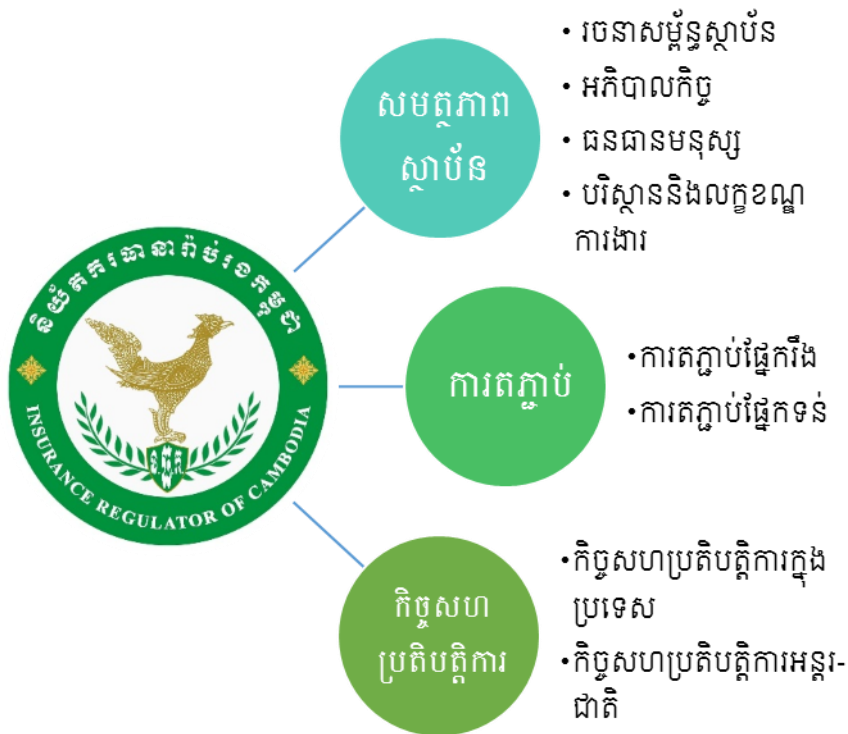 និយ័តករធានារ៉ាប់រងកម្ពុជា
INSURANCE REGULATOR OF CAMBODIA
សមត្ថភាព
ស្ថាប័ន
• រចនាសម្ព័ន្ធស្ថាប័ន
• អភិបាលកិច្ច
• ធនធានមនុស្ស
• បរិស្ថាននិងលក្ខខណ្ឌ
ការងារ
ការតភ្ជាប់
•ការតភ្ជាប់ផ្នែករឹង
•ការតភ្ជាប់ផ្នែកទន់
កិច្ចសហ
ប្រតិបត្តិការ
•កិច្ចសហប្រតិបត្តិការក្នុង
ប្រទេស
•កិច្ចសហប្រតិបត្តិការអន្តរ-
ជាតិ